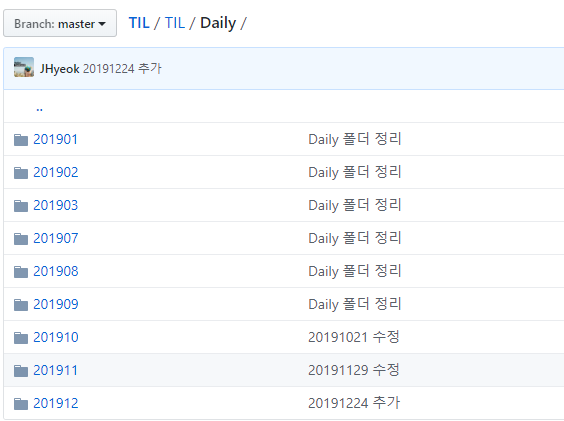 Branch: master TIL / TIL / Daily /
JHyeok 20191224 추가
..
201901 Daily 폴더 정리
201902 Daily 폴더 정리
201903 Daily 폴더 정리
201907 Daily 폴더 정리
201908 Daily 폴더 정리
201909 Daily 폴더 정리
201910 20191021 수정
201911 20191129 수정
201912 20191224 추가